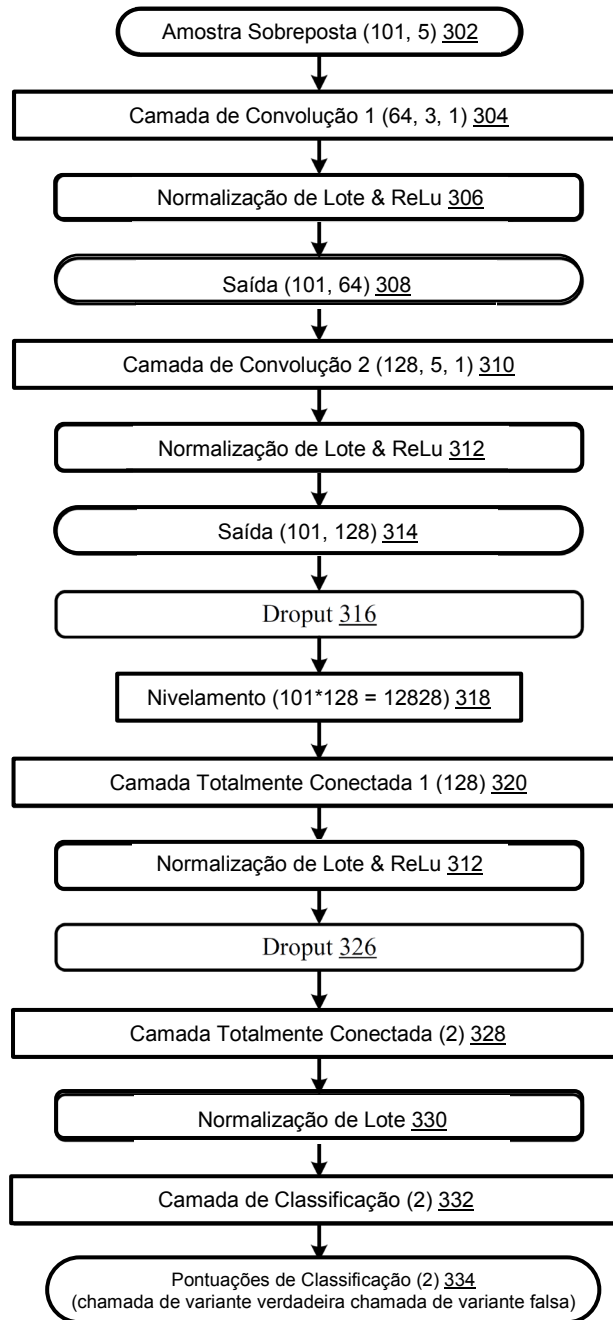 Amostra Sobreposta (101, 5) 302
Camada de Convolução 1 (64, 3, 1) 304
Normalização de Lote & ReLu 306
Saída (101, 64) 308
Camada de Convolução 2 (128, 5, 1) 310
Normalização de Lote & ReLu 312
Saída (101, 128) 314
Droput 316
Nivelamento (101*128 = 12828) 318
Camada Totalmente Conectada 1 (128) 320
Normalização de Lote & ReLu 312
Droput 326
Camada Totalmente Conectada (2) 328
Normalização de Lote 330
Camada de Classificação (2) 332
Pontuações de Classificação (2) 334
(chamada de variante verdadeira chamada de variante falsa)